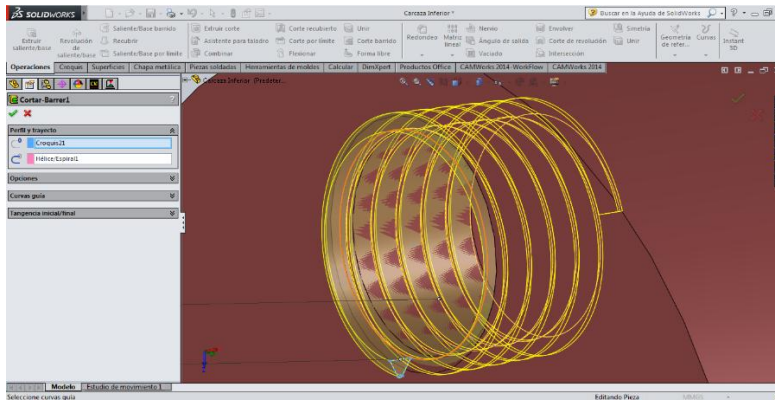 SOLIDWORKS
Carcaza Inferior *
Buscar en la Ayuda de SolidWorks
Extruir saliente/base
Revolución de saliente/base
Saliente/Base barrido
Recubrir
Saliente/Base por límite
Extruir corte
Asistente para taladro
Combinar
Corte recubierto
Corte por límite
Flexionar
Unir
Corte barrido
Forma libre
Redondeo
Matriz lineal
Nervio
Ángulo de salida
Vaciado
Envolver
Corte de revolución
Intersección
Simetría
Unir
Geometría de refer...
Curvas
Instant 3D
Operaciones
Croquis
Superficies
Chapa metálica
Piezas soldadas
Herramientas de moldes
Calcular
DimXpert
Productos Office
CAMWorks 2014-WorkFlow
CAMWorks 2014
Carcaza Inferior (Predeter...
Cortar-Barrer1
?
Perfil y trayecto
Croquis21
Hélice/Espiral1
Opciones
Curvas guía
Tangencia inicial/final
Modelo
Estudio de movimiento 1
Seleccione curvas guía
Editando Pieza